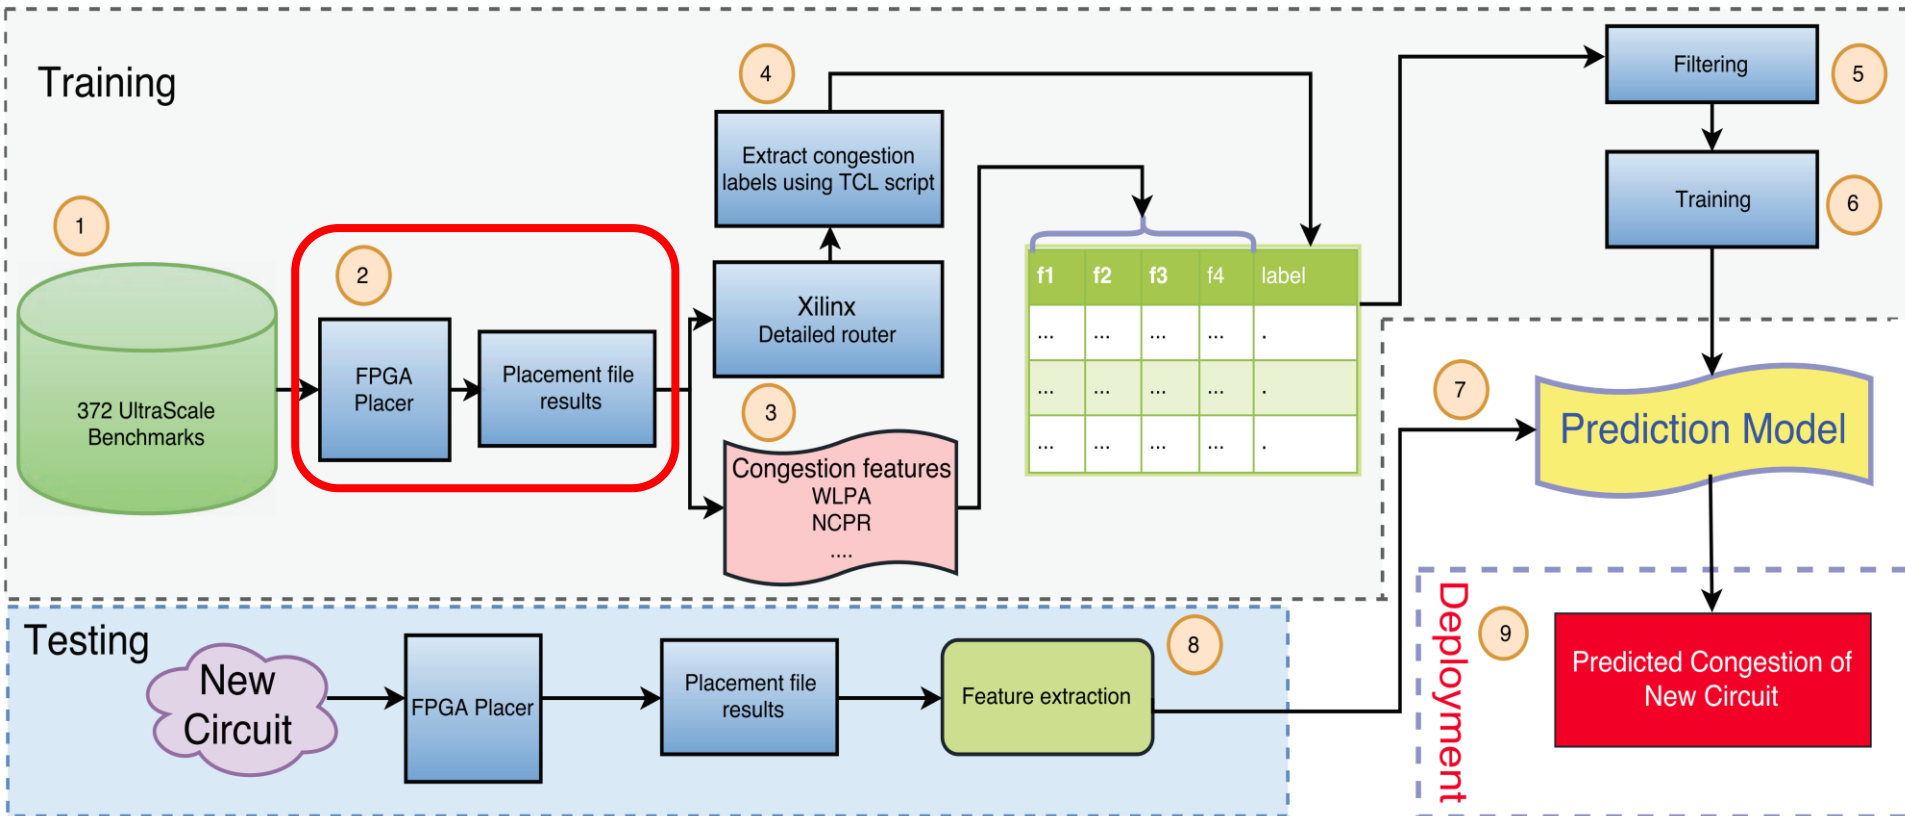 Training
1
372 UltraScale
Benchmarks
2
FPGA
Placer
Placement file
results
4
Extract congestion
labels using TCL script
Xilinx
Detailed router
3
Congestion features
WLPA
NCPR
....
f1 f2 f3 f4 label
... ... ... ... .
... ... ... ... .
... ... ... ... .
Filtering
5
Training
6
7
Prediction Model
Testing
New
Circuit
FPGA Placer
Placement file
results
Feature extraction
8
Deployment
9
Predicted Congestion of
New Circuit